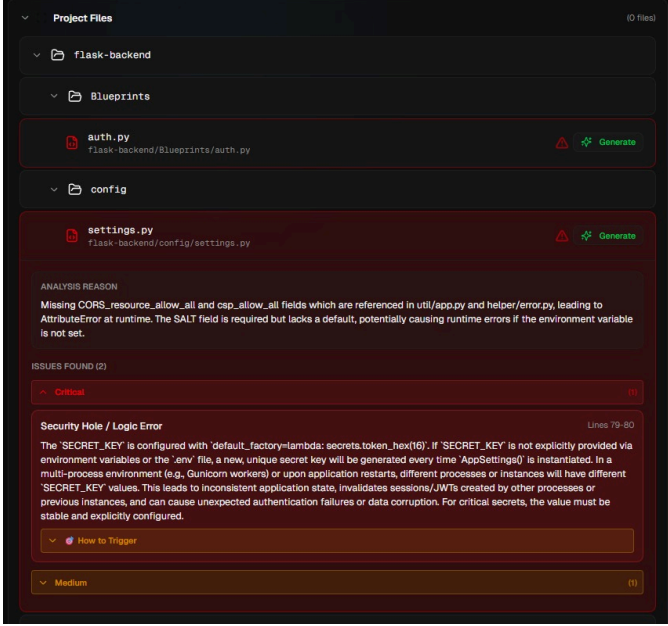 Project Files (0 files)
flask-backend
Blueprints
auth.py
flask-backend/Blueprints/auth.py
Generate
config
settings.py
flask-backend/config/settings.py
Generate
ANALYSIS REASON
Missing CORS_resource_allow_all and csp_allow_all fields which are referenced in util/app.py and helper/error.py, leading to
AttributeError at runtime. The SALT field is required but lacks a default, potentially causing runtime errors if the environment variable
is not set.
ISSUES FOUND (2)
Critical (1)
Security Hole / Logic Error Lines 79-80
The `SECRET_KEY` is configured with `default_factory=lambda: secrets.token_hex(16)`. If `SECRET_KEY` is not explicitly provided via
environment variables or the `.env` file, a new, unique secret key will be generated every time `AppSettings()` is instantiated. In a
multi-process environment (e.g., Gunicorn workers) or upon application restarts, different processes or instances will have different
`SECRET_KEY` values. This leads to inconsistent application state, invalidates sessions/JWTs created by other processes or
previous instances, and can cause unexpected authentication failures or data corruption. For critical secrets, the value must be
stable and explicitly configured.
How to Trigger
Medium (1)